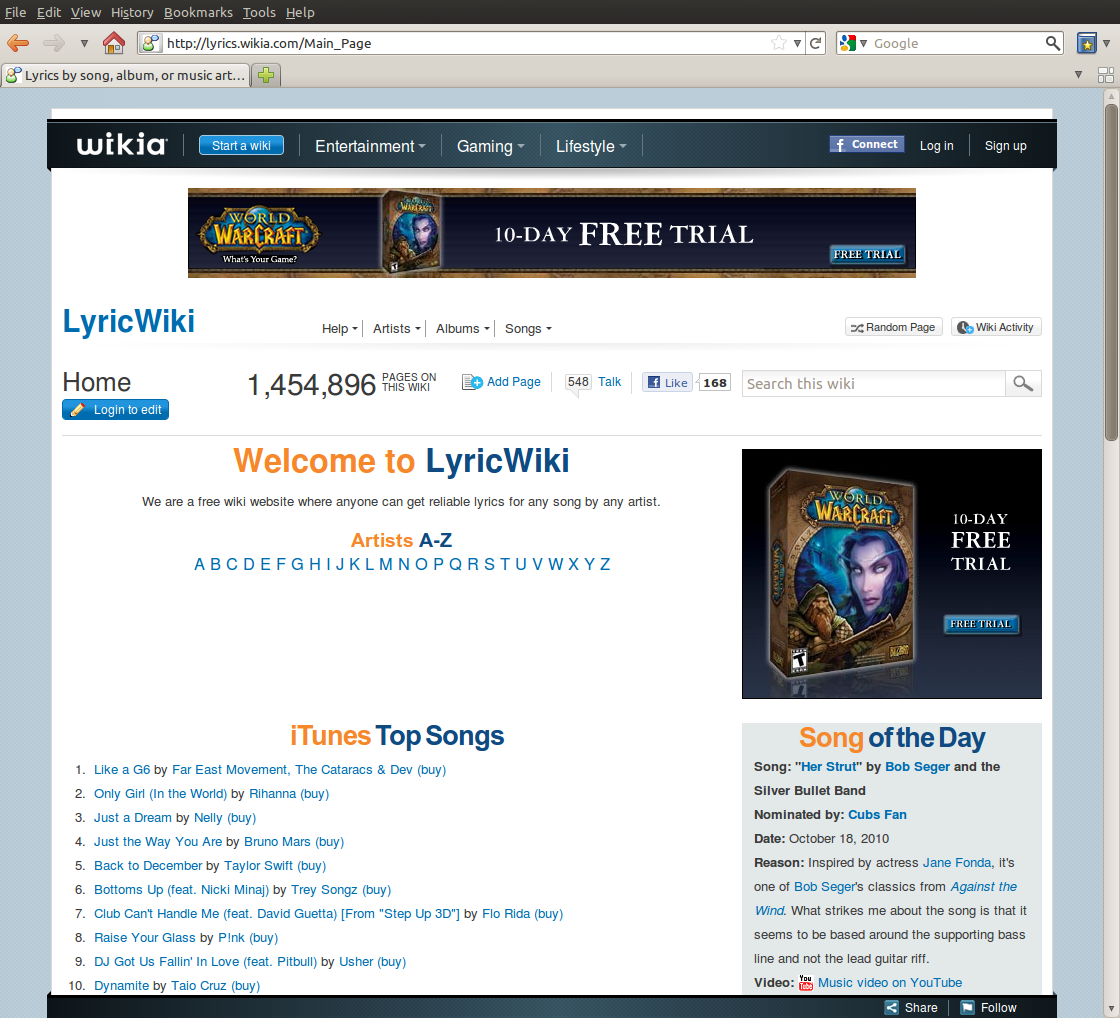 File Edit View History Bookmarks Tools Help
http://lyrics.wikia.com/Main_Page
Google
Lyrics by song, album, or music art...
wikia
Start a wiki
Entertainment
Gaming
Lifestyle
f Connect
Log in
Sign up
WORLD WARCRAFT
What's Your Game?
10-DAY FREE TRIAL
FREE TRIAL
LyricWiki
Help
Artists
Albums
Songs
Random Page
Wiki Activity
Home
1,454,896 PAGES ON THIS WIKI
Add Page
548 Talk
Like 168
Search this wiki
Login to edit
Welcome to LyricWiki
We are a free wiki website where anyone can get reliable lyrics for any song by any artist.
Artists A-Z
A B C D E F G H I J K L M N O P Q R S T U V W X Y Z
WORLD WARCRAFT
10-DAY
FREE
TRIAL
FREE TRIAL
T
BLIZZARD
iTunes Top Songs
1. Like a G6 by Far East Movement, The Cataracs & Dev (buy)
2. Only Girl (In the World) by Rihanna (buy)
3. Just a Dream by Nelly (buy)
4. Just the Way You Are by Bruno Mars (buy)
5. Back to December by Taylor Swift (buy)
6. Bottoms Up (feat. Nicki Minaj) by Trey Songz (buy)
7. Club Can't Handle Me (feat. David Guetta) [From "Step Up 3D"] by Flo Rida (buy)
8. Raise Your Glass by P!nk (buy)
9. DJ Got Us Fallin' In Love (feat. Pitbull) by Usher (buy)
10. Dynamite by Taio Cruz (buy)
Song of the Day
Song: "Her Strut" by Bob Seger and the
Silver Bullet Band
Nominated by: Cubs Fan
Date: October 18, 2010
Reason: Inspired by actress Jane Fonda, it's
one of Bob Seger's classics from Against the
Wind. What strikes me about the song is that it
seems to be based around the supporting bass
line and not the lead guitar riff.
Video: You Tube Music video on YouTube
Share
Follow